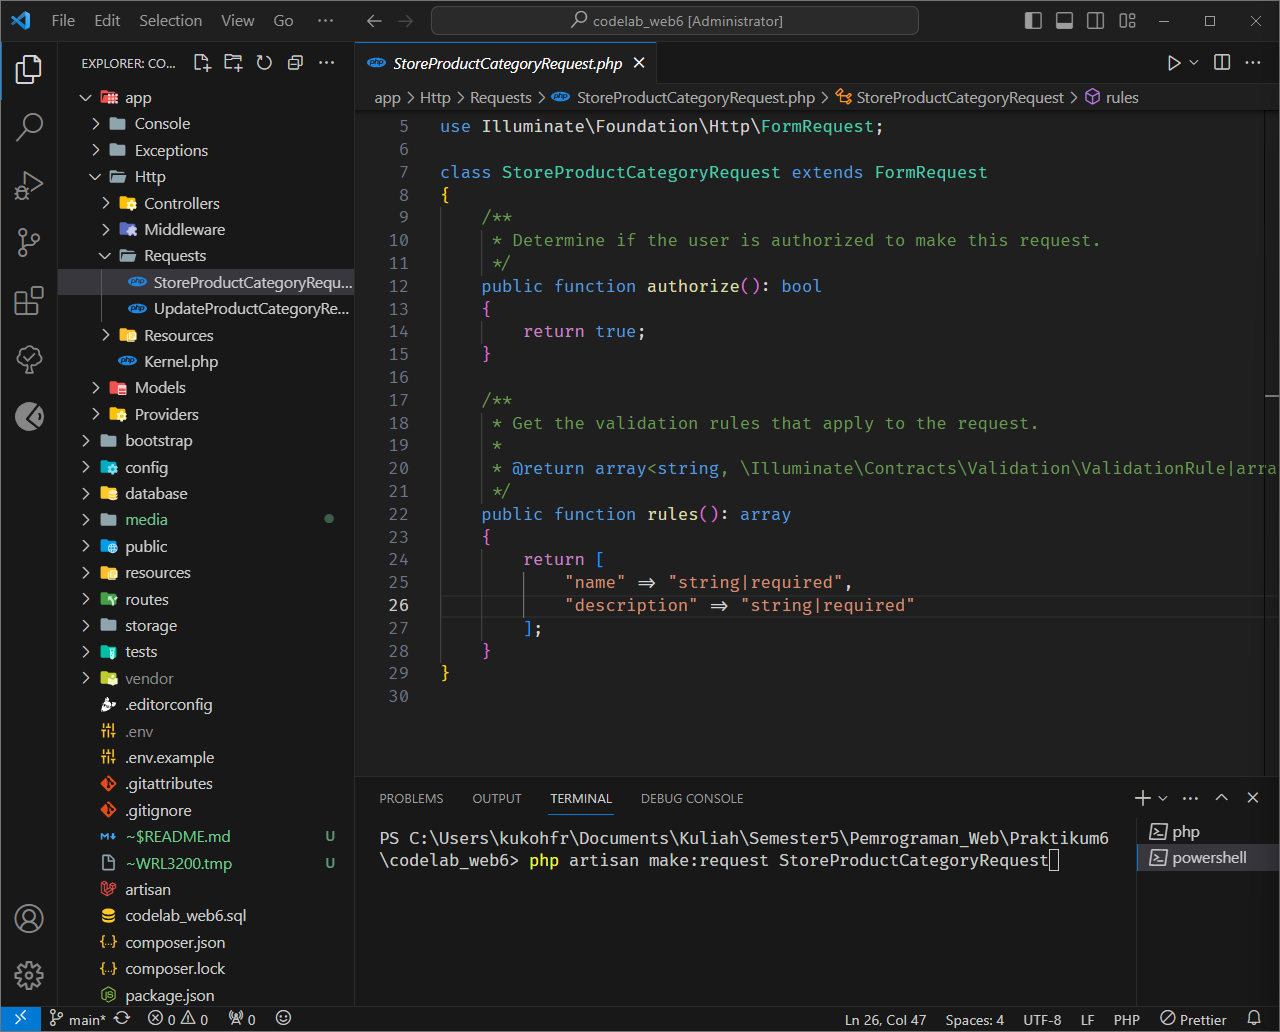 File Edit Selection View Go ··· codelab_web6 [Administrator]
EXPLORER: CO...
app
Console
Exceptions
Http
Controllers
Middleware
Requests
StoreProductCategoryRequ...
UpdateProductCategoryRe...
Resources
Kernel.php
Models
Providers
bootstrap
config
database
media
public
resources
routes
storage
tests
vendor
.editorconfig
.env
.env.example
.gitattributes
.gitignore
~$README.md U
~WRL3200.tmp U
artisan
codelab_web6.sql
composer.json
composer.lock
package.json
StoreProductCategoryRequest.php
app > Http > Requests > StoreProductCategoryRequest.php > StoreProductCategoryRequest > rules
5 use Illuminate\Foundation\Http\FormRequest;
6
7 class StoreProductCategoryRequest extends FormRequest
8 {
9 /**
10 * Determine if the user is authorized to make this request.
11 */
12 public function authorize(): bool
13 {
14 return true;
15 }
16
17 /**
18 * Get the validation rules that apply to the request.
19 *
20 * @return array<string, \Illuminate\Contracts\Validation\ValidationRule|arra
21 */
22 public function rules(): array
23 {
24 return [
25 "name" => "string|required",
26 "description" => "string|required"
27 ];
28 }
29 }
30
PROBLEMS OUTPUT TERMINAL DEBUG CONSOLE
PS C:\Users\kukohfr\Documents\Kuliah\Semester5\Pemrograman_Web\Praktikum6
\codelab_web6> php artisan make:request StoreProductCategoryRequest
php
powershell
main* 0 0 0 Ln 26, Col 47 Spaces: 4 UTF-8 LF PHP Prettier